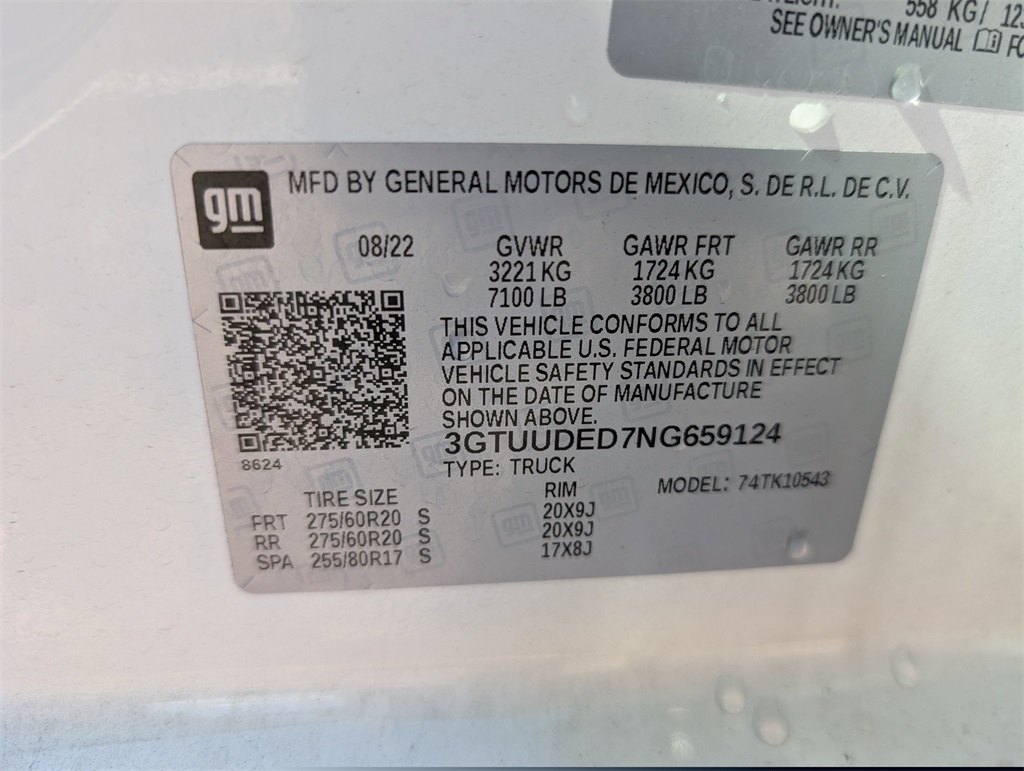 558 KG/
SEE OWNER'S MANUAL
gm
MFD BY GENERAL MOTORS DE MEXICO, S. DE R.L. DE C.V.
08/22 GVWR GAWR FRT GAWR RR
3221 KG 1724 KG 1724 KG
7100 LB 3800 LB 3800 LB
THIS VEHICLE CONFORMS TO ALL
APPLICABLE U.S. FEDERAL MOTOR
VEHICLE SAFETY STANDARDS IN EFFECT
ON THE DATE OF MANUFACTURE
SHOWN ABOVE.
3GTUUDED7NG659124
8624
TYPE: TRUCK
TIRE SIZE RIM MODEL: 74TK10543
FRT 275/60R20 S 20X9J
RR 275/60R20 S 20X9J
SPA 255/80R17 S 17X8J